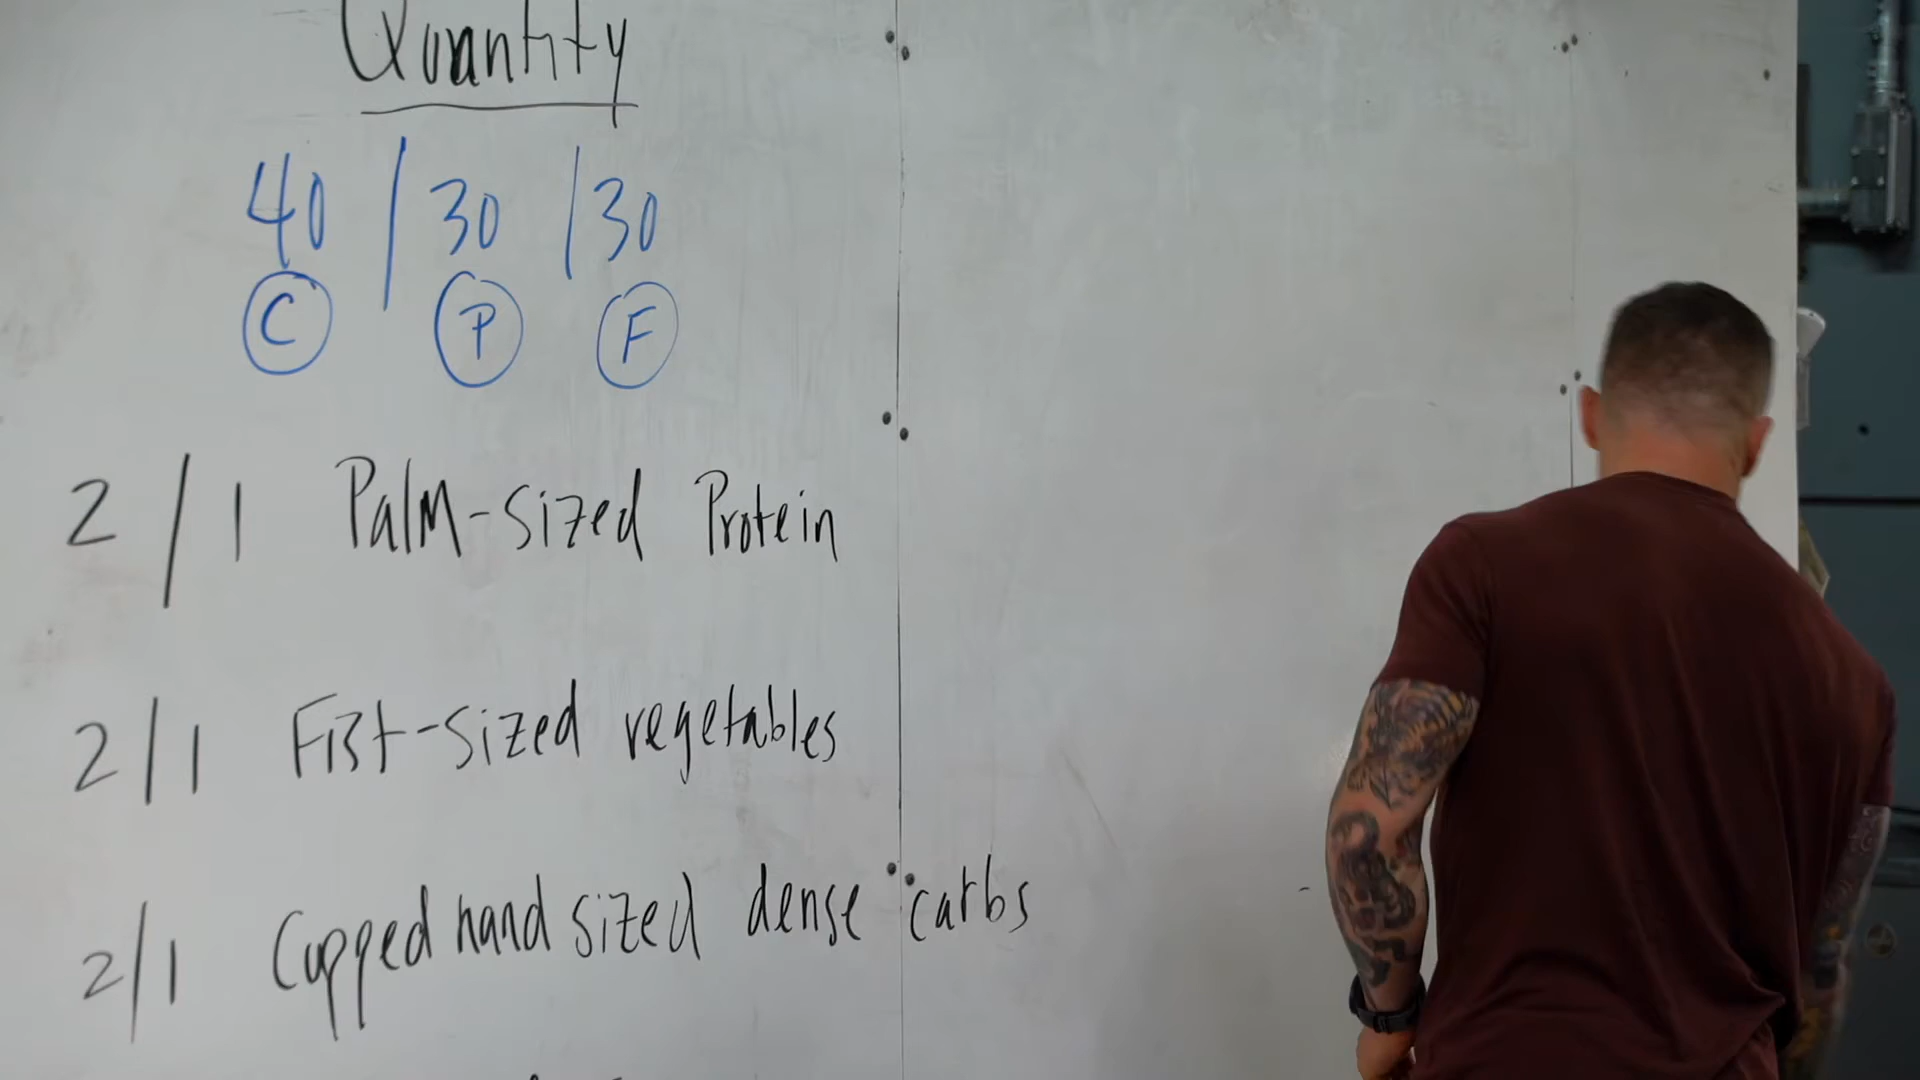 Quantity
40 / 30 / 30
C P F
2 / 1 Palm-sized Protein
2/1 Fist-sized vegetables
2/1 Cupped hand sized dense carbs